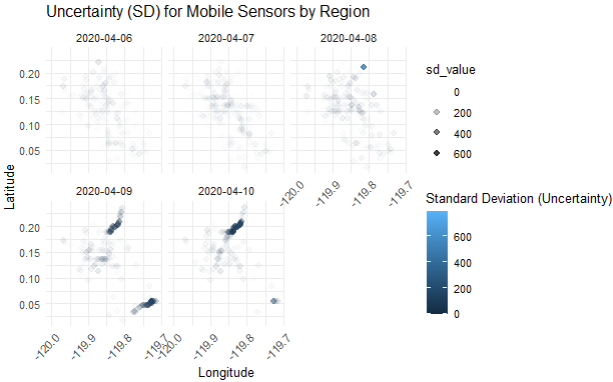 Uncertainty (SD) for Mobile Sensors by Region
2020-04-06 2020-04-07 2020-04-08
0.20
0.15
0.10
0.05
-120.0 -119.9 -119.8 -119.7
2020-04-09 2020-04-10
0.20
0.15
0.10
0.05
-120.0 -119.9 -119.8 -119.7 -120.0 -119.9 -119.8 -119.7
Latitude
Longitude
sd_value
0
200
400
600
Standard Deviation (Uncertainty)
600
400
200
0